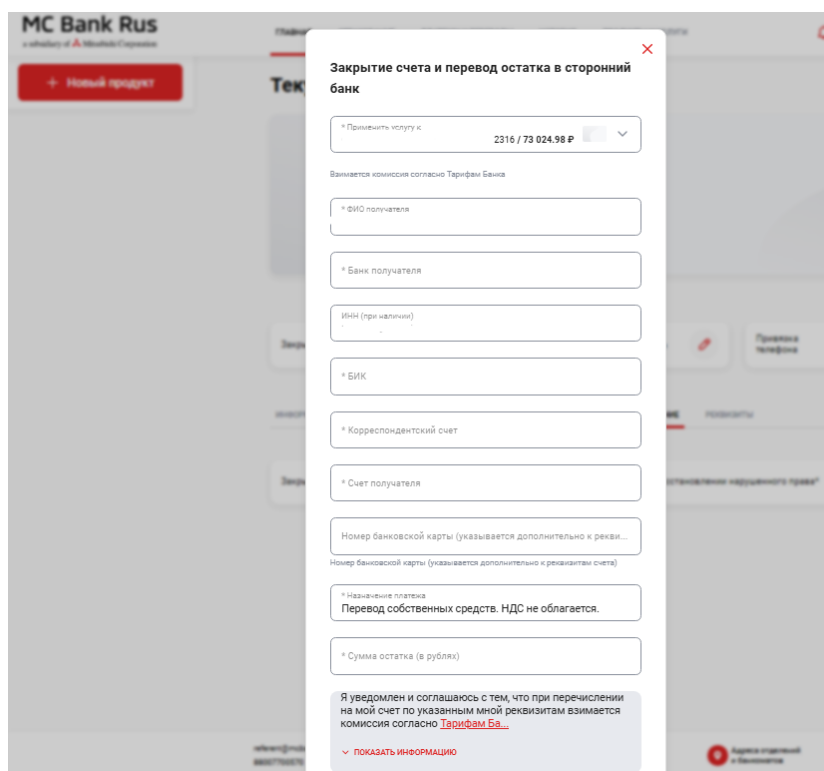 MC Bank Rus
a subsidiary of Mitsubishi Corporation
+ Новый продукт
Закрытие счета и перевод остатка в сторонний
банк
* Применить услугу к
2316 / 73 024.98 ₽
Взимается комиссия согласно Тарифам Банка
* ФИО получателя
* Банк получателя
ИНН (при наличии)
* БИК
* Корреспондентский счет
* Счет получателя
Номер банковской карты (указывается дополнительно к рекви...
Номер банковской карты (указывается дополнительно к реквизитам счета)
* Назначение платежа
Перевод собственных средств. НДС не облагается.
* Сумма остатка (в рублях)
Я уведомлен и соглашаюсь с тем, что при перечислении
на мой счет по указанным мной реквизитам взимается
комиссия согласно Тарифам Ба...
ПОКАЗАТЬ ИНФОРМАЦИЮ
Привязка
телефона
РЕКВИЗИТЫ
нарушенного права*
Адреса отделений
и банкоматов